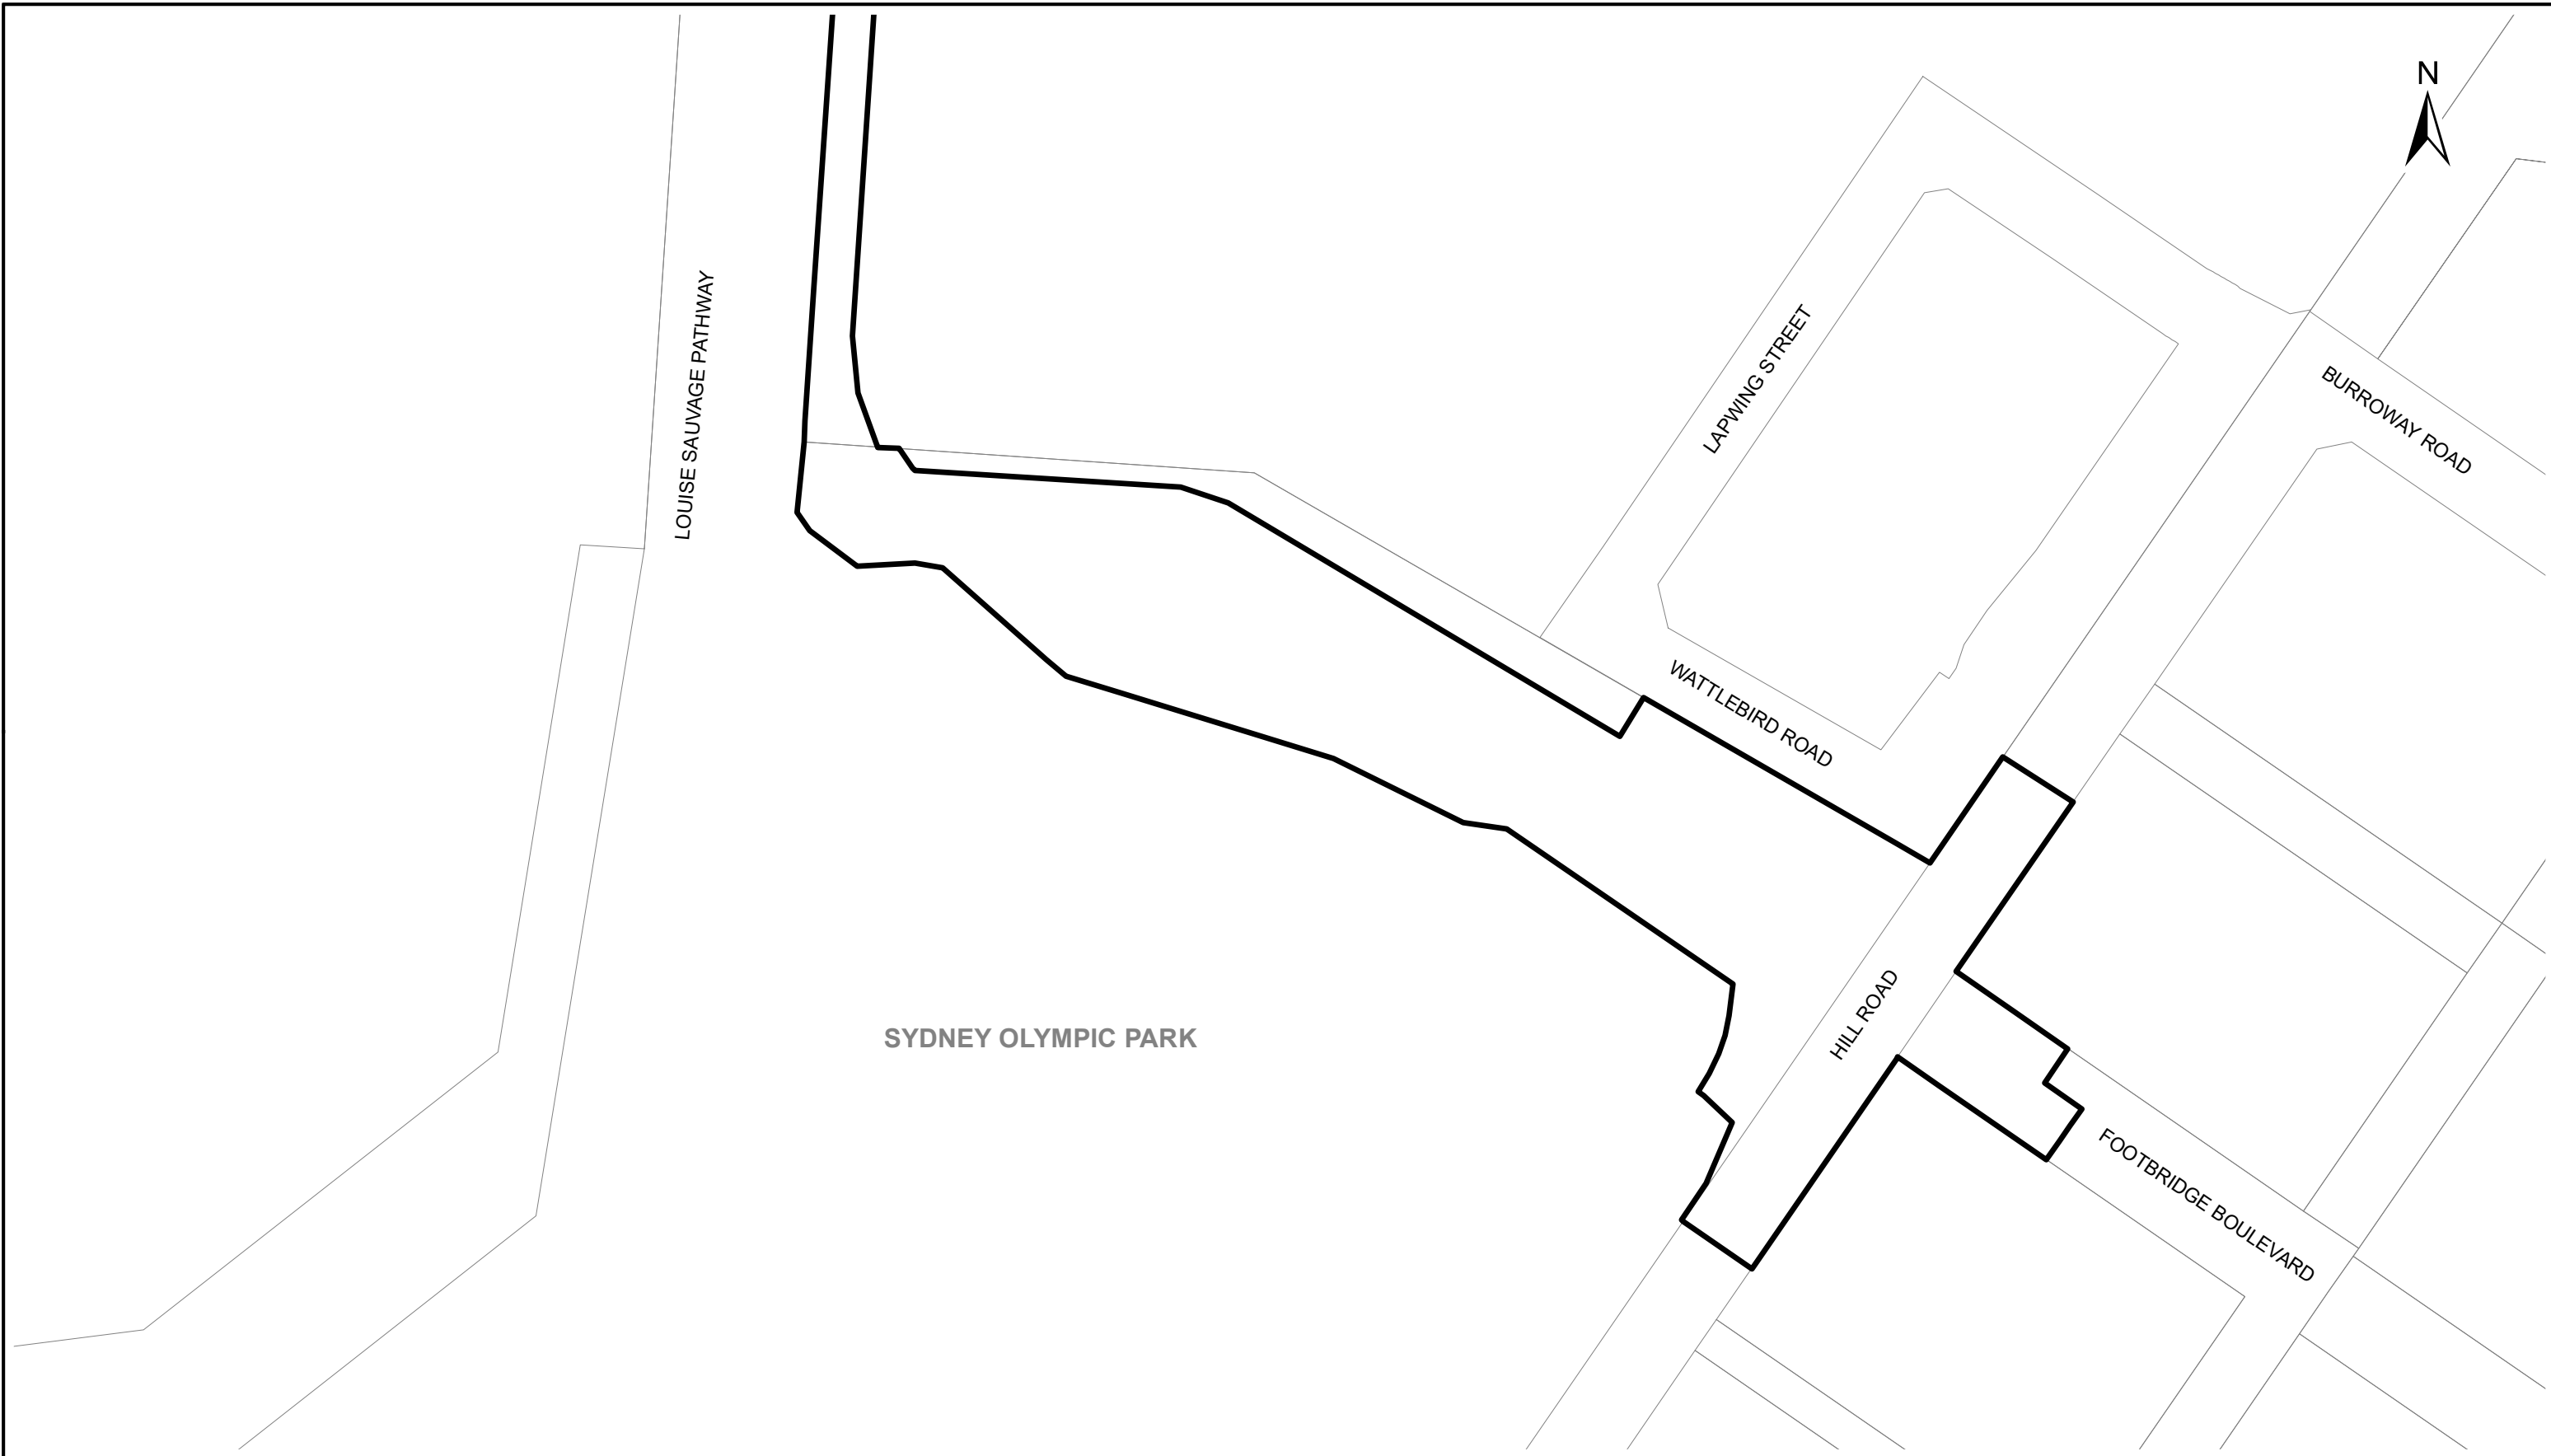 N
LOUISE SAUVAGE PATHWAY
LAPWING STREET
BURROWAY ROAD
WATTLEBIRD ROAD
HILL ROAD
SYDNEY OLYMPIC PARK
FOOTBRIDGE BOULEVARD